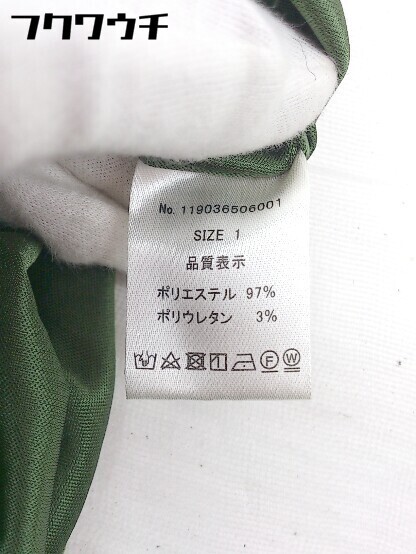 フクワウチ
No. 119036506001
SIZE 1
品質表示
ポリエステル 97%
ポリウレタン 3%
F W